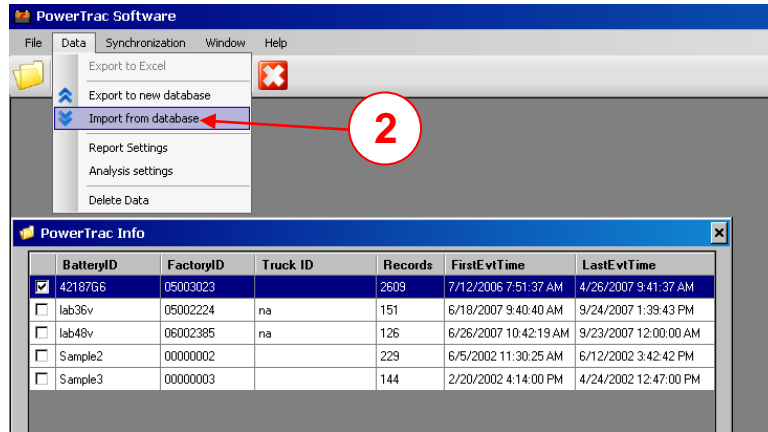 PowerTrac Software
File Data Synchronization Window Help
Export to Excel
Export to new database
Import from database
2
Report Settings
Analysis settings
Delete Data
PowerTrac Info
BatteryID FactoryID Truck ID Records FirstEvtTime LastEvtTime
42187G6 05003023 2609 7/12/2006 7:51:37 AM 4/26/2007 9:41:37 AM
lab36v 05002224 na 151 6/18/2007 9:40:40 AM 9/24/2007 1:39:43 PM
lab48v 06002385 na 126 6/26/2007 10:42:19 AM 9/23/2007 12:00:00 AM
Sample2 00000002 229 6/5/2002 11:30:25 AM 6/12/2002 3:42:42 PM
Sample3 00000003 144 2/20/2002 4:14:00 PM 4/24/2002 12:47:00 PM